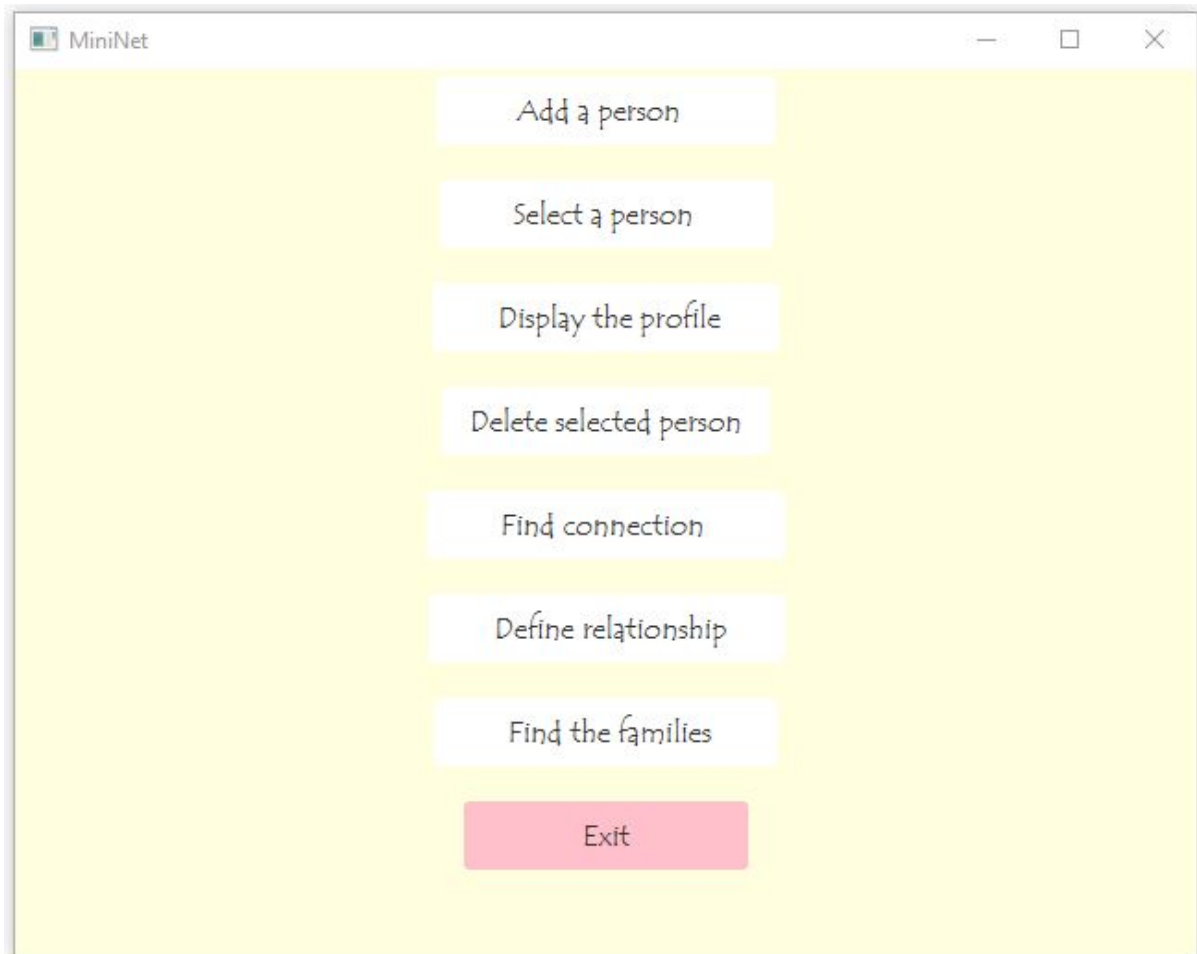 MiniNet
Add a person
Select a person
Display the profile
Delete selected person
Find connection
Define relationship
Find the families
Exit